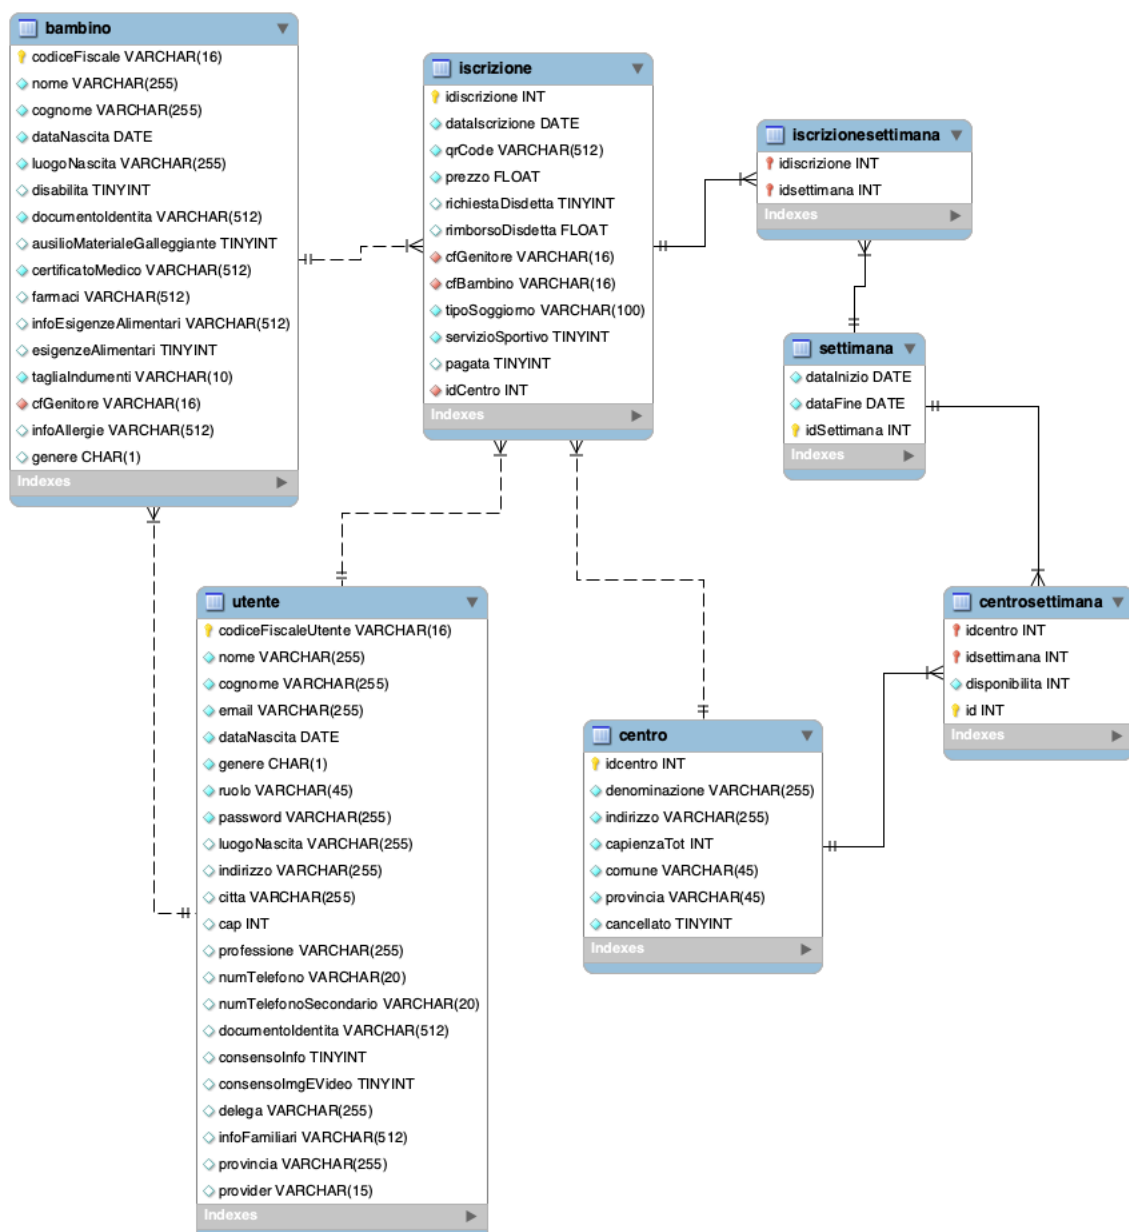 bambino
codiceFiscale VARCHAR(16)
nome VARCHAR(255)
cognome VARCHAR(255)
dataNascita DATE
luogoNascita VARCHAR(255)
disabilita TINYINT
documentoIdentita VARCHAR(512)
ausilioMaterialeGalleggiante TINYINT
certificatoMedico VARCHAR(512)
farmaci VARCHAR(512)
infoEsigenzeAlimentari VARCHAR(512)
esigenzeAlimentari TINYINT
tagliaIndumenti VARCHAR(10)
cfGenitore VARCHAR(16)
infoAllergie VARCHAR(512)
genere CHAR(1)
Indexes
iscrizione
idiscrizione INT
dataIscrizione DATE
qrCode VARCHAR(512)
prezzo FLOAT
richiestaDisdetta TINYINT
rimborsoDisdetta FLOAT
cfGenitore VARCHAR(16)
cfBambino VARCHAR(16)
tipoSoggiorno VARCHAR(100)
servizioSportivo TINYINT
pagata TINYINT
idCentro INT
Indexes
iscrizionesettimana
idiscrizione INT
idsettimana INT
Indexes
settimana
dataInizio DATE
dataFine DATE
idSettimana INT
Indexes
utente
codiceFiscaleUtente VARCHAR(16)
nome VARCHAR(255)
cognome VARCHAR(255)
email VARCHAR(255)
dataNascita DATE
genere CHAR(1)
ruolo VARCHAR(45)
password VARCHAR(255)
luogoNascita VARCHAR(255)
indirizzo VARCHAR(255)
citta VARCHAR(255)
cap INT
professione VARCHAR(255)
numTelefono VARCHAR(20)
numTelefonoSecondario VARCHAR(20)
documentoIdentita VARCHAR(512)
consensoInfo TINYINT
consensoImgEVideo TINYINT
delega VARCHAR(255)
infoFamiliari VARCHAR(512)
provincia VARCHAR(255)
provider VARCHAR(15)
Indexes
centro
idcentro INT
denominazione VARCHAR(255)
indirizzo VARCHAR(255)
capienzaTot INT
comune VARCHAR(45)
provincia VARCHAR(45)
cancellato TINYINT
Indexes
centrosettimana
idcentro INT
idsettimana INT
disponibilita INT
id INT
Indexes